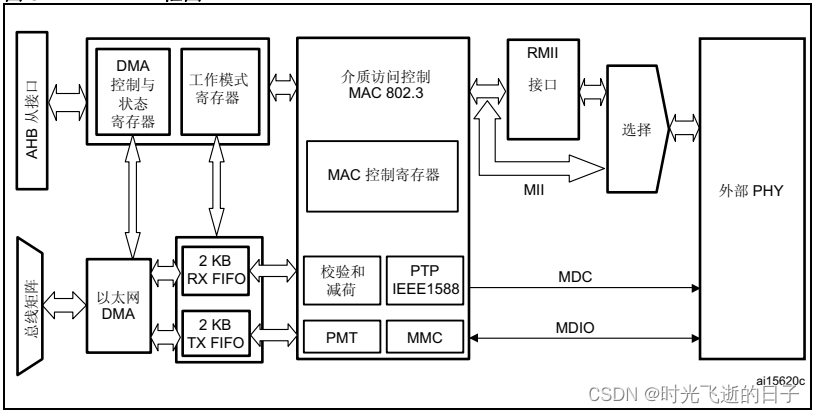 AHB 从接口
DMA
控制与
状态
寄存器
工作模式
寄存器
介质访问控制
MAC 802.3
MAC 控制寄存器
RMII
接口
选择
MII
外部 PHY
总线矩阵
以太网
DMA
2 KB
RX FIFO
2 KB
TX FIFO
校验和
减荷
PTP
IEEE1588
PMT
MMC
MDC
MDIO
ai15620c
CSDN @时光飞逝的日子